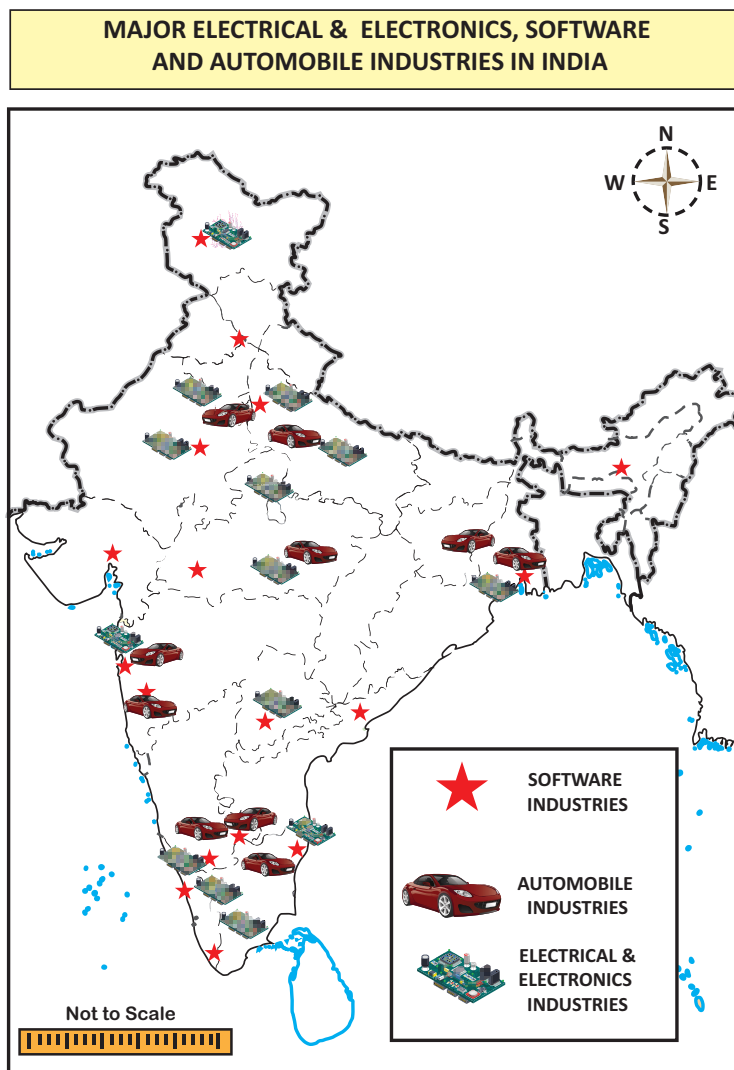 MAJOR ELECTRICAL & ELECTRONICS, SOFTWARE
AND AUTOMOBILE INDUSTRIES IN INDIA
N
W E
S
SOFTWARE
INDUSTRIES
AUTOMOBILE
INDUSTRIES
ELECTRICAL &
ELECTRONICS
INDUSTRIES
Not to Scale